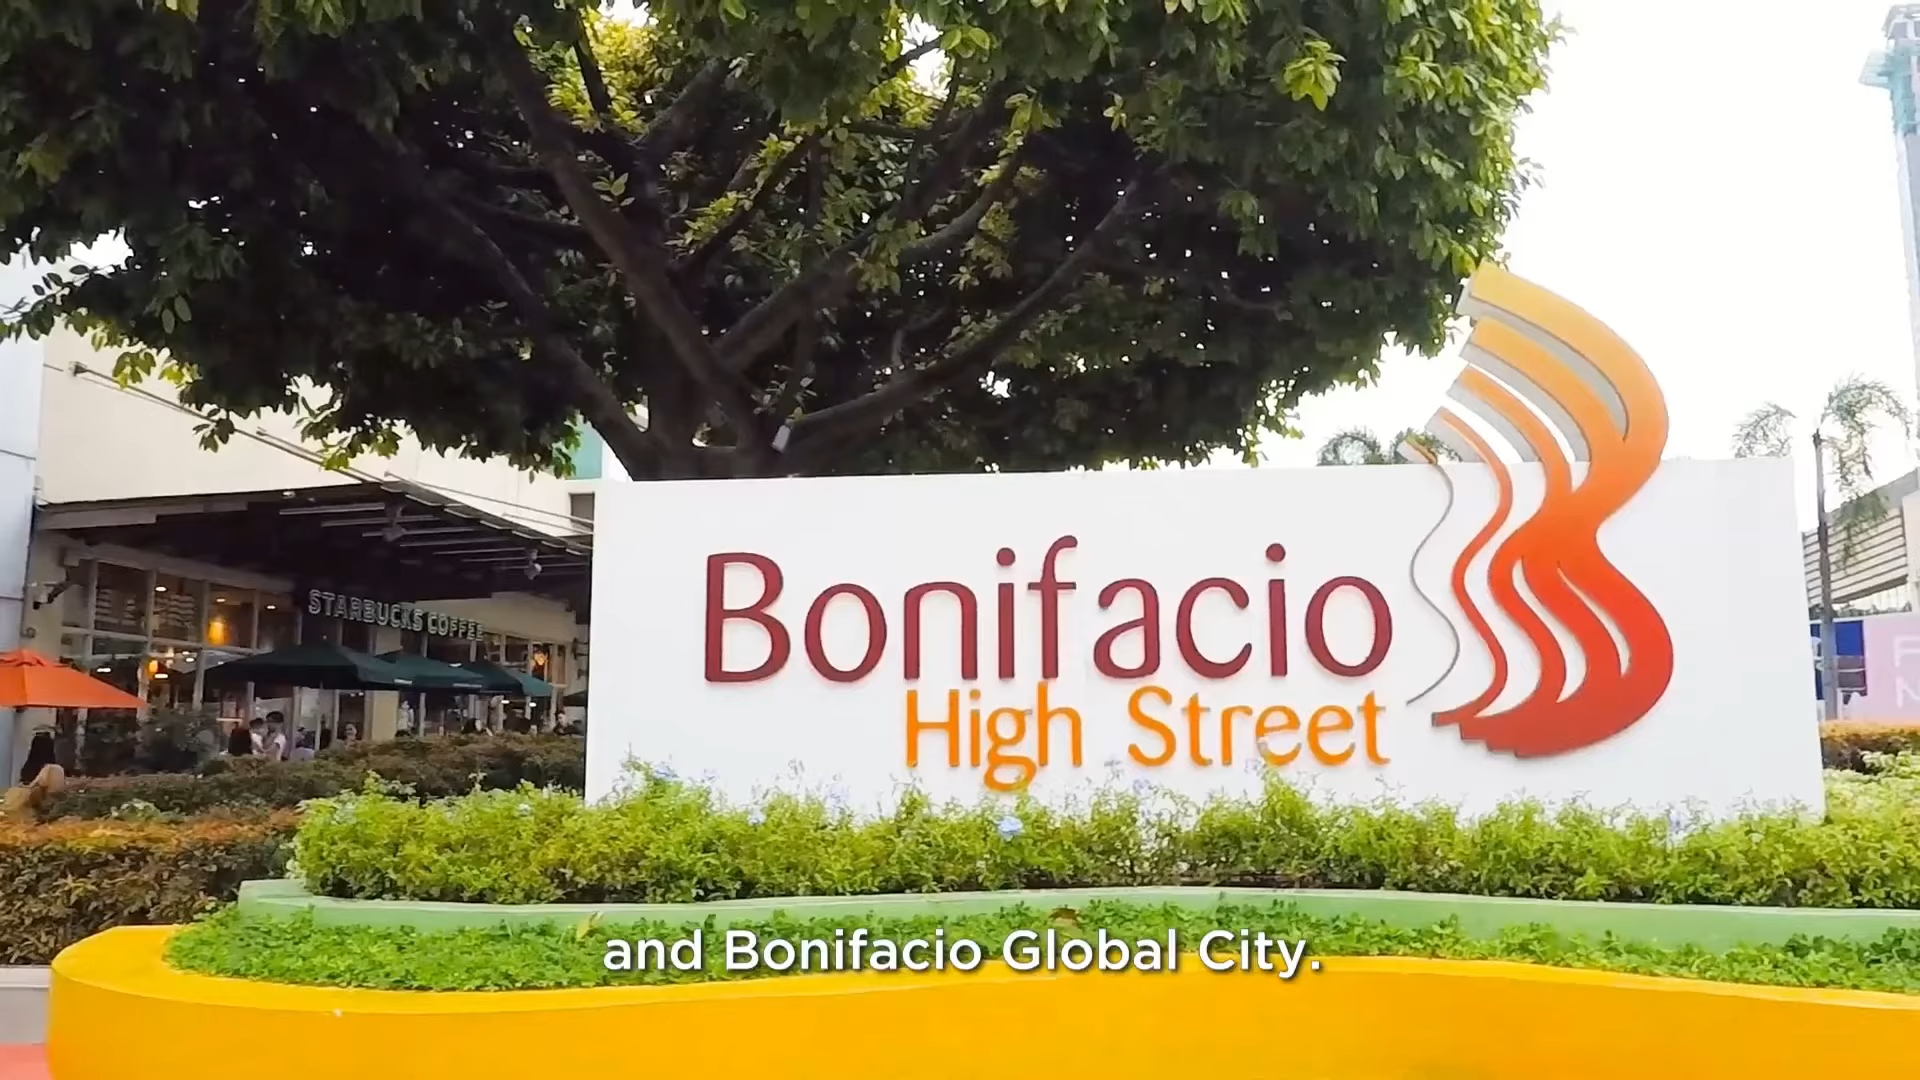 STARBUCKS COFFEE
Bonifacio
High Street
and Bonifacio Global City.